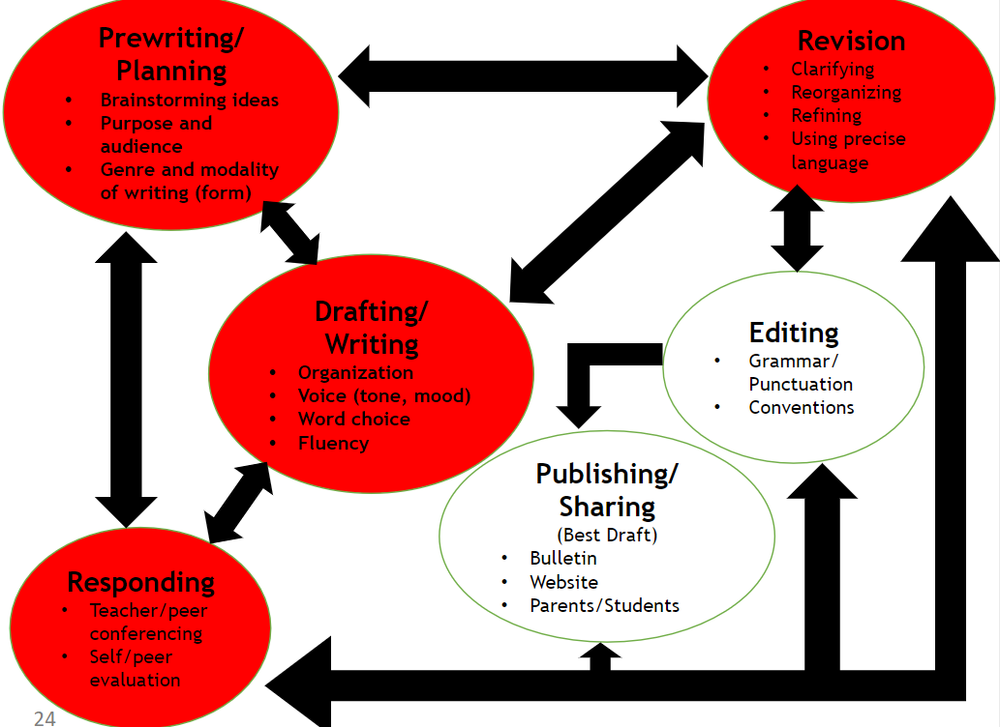 Prewriting/
Planning
• Brainstorming ideas
• Purpose and
audience
• Genre and modality
of writing (form)
Revision
• Clarifying
• Reorganizing
• Refining
• Using precise
language
Drafting/
Writing
• Organization
• Voice (tone, mood)
• Word choice
• Fluency
Editing
• Grammar/
Punctuation
• Conventions
Publishing/
Sharing
(Best Draft)
• Bulletin
• Website
• Parents/Students
Responding
• Teacher/peer
conferencing
• Self/peer
evaluation
24